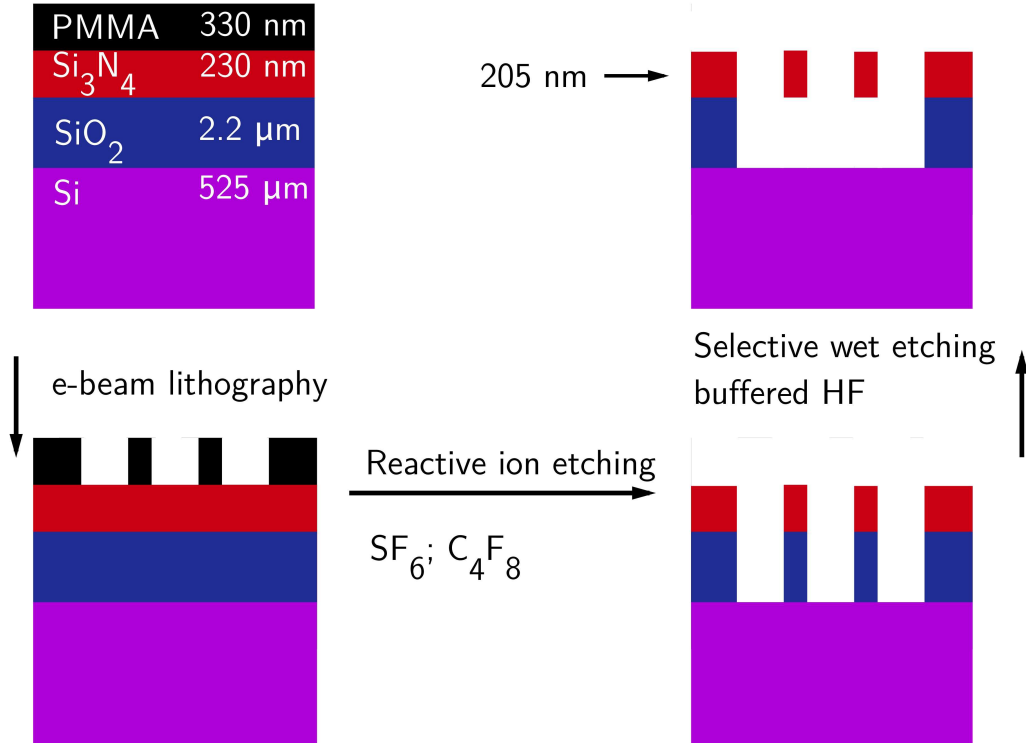 PMMA 330 nm
Si₃N₄ 230 nm
SiO₂ 2.2 μm
Si 525 μm
205 nm
e-beam lithography
Reactive ion etching
SF₆; C₄F₈
Selective wet etching
buffered HF